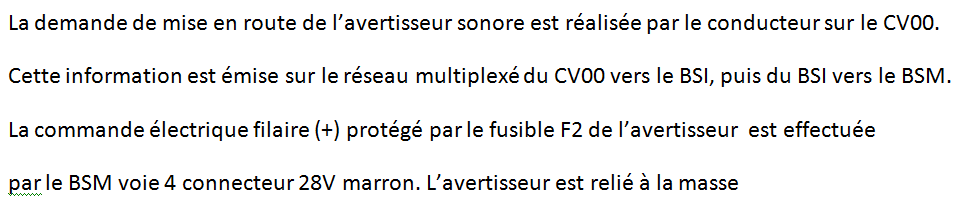 La demande de mise en route de l’avertisseur sonore est réalisée par le conducteur sur le CV00.
Cette information est émise sur le réseau multiplexé du CV00 vers le BSI, puis du BSI vers le BSM.
La commande électrique filaire (+) protégé par le fusible F2 de l’avertisseur  est effectuée
par le BSM voie 4 connecteur 28V marron. L’avertisseur est relié à la masse